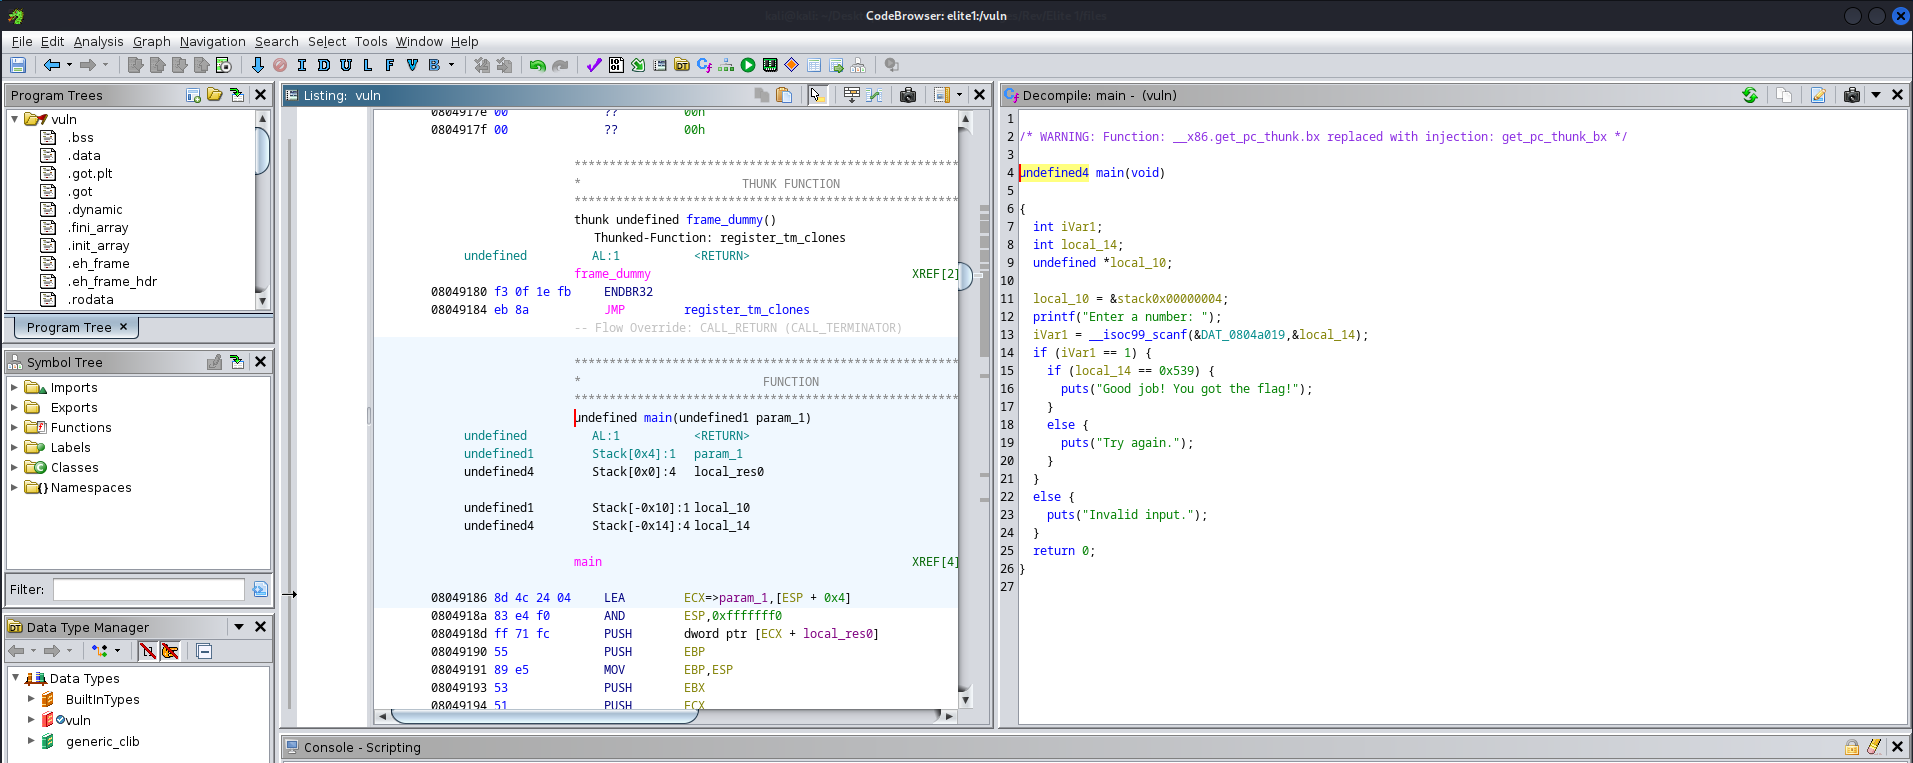 CodeBrowser: elite1:/vuln
File Edit Analysis Graph Navigation Search Select Tools Window Help
I D U L F V B
Program Trees
vuln
.bss
.data
.got.plt
.got
.dynamic
.fini_array
.init_array
.eh_frame
.eh_frame_hdr
.rodata
Program Tree ×
Symbol Tree
Imports
Exports
Functions
Labels
Classes
Namespaces
Filter:
Data Type Manager
Data Types
BuiltInTypes
vuln
generic_clib
Listing: vuln
0804917e 00 ?? 00h
0804917f 00 ?? 00h
*******************************************************
* THUNK FUNCTION
*******************************************************
thunk undefined frame_dummy()
Thunked-Function: register_tm_clones
undefined AL:1 <RETURN>
frame_dummy XREF[2]
08049180 f3 0f 1e fb ENDBR32
08049184 eb 8a JMP register_tm_clones
-- Flow Override: CALL_RETURN (CALL_TERMINATOR)
*******************************************************
* FUNCTION
*******************************************************
undefined main(undefined1 param_1)
undefined AL:1 <RETURN>
undefined1 Stack[0x4]:1 param_1
undefined4 Stack[0x0]:4 local_res0
undefined1 Stack[-0x10]:1 local_10
undefined4 Stack[-0x14]:4 local_14
main XREF[4]
08049186 8d 4c 24 04 LEA ECX=>param_1,[ESP + 0x4]
0804918a 83 e4 f0 AND ESP,0xfffffff0
0804918d ff 71 fc PUSH dword ptr [ECX + local_res0]
08049190 55 PUSH EBP
08049191 89 e5 MOV EBP,ESP
08049193 53 PUSH EBX
08049194 51 PUSH ECX
Decompile: main - (vuln)
1
2 /* WARNING: Function: __x86.get_pc_thunk.bx replaced with injection: get_pc_thunk_bx */
3
4 undefined4 main(void)
5
6 {
7 int iVar1;
8 int local_14;
9 undefined *local_10;
10
11 local_10 = &stack0x00000004;
12 printf("Enter a number: ");
13 iVar1 = __isoc99_scanf(&DAT_0804a019,&local_14);
14 if (iVar1 == 1) {
15 if (local_14 == 0x539) {
16 puts("Good job! You got the flag!");
17 }
18 else {
19 puts("Try again.");
20 }
21 }
22 else {
23 puts("Invalid input.");
24 }
25 return 0;
26 }
27
Console - Scripting